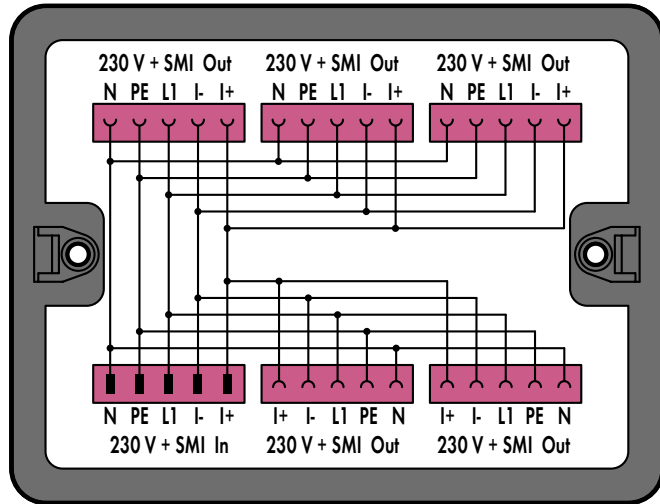 230 V + SMI Out 230 V + SMI Out 230 V + SMI Out
N PE L1 I- I+ N PE L1 I- I+ N PE L1 I- I+
N PE L1 I- I+ I+ I- L1 PE N I+ I- L1 PE N
230 V + SMI In 230 V + SMI Out 230 V + SMI Out